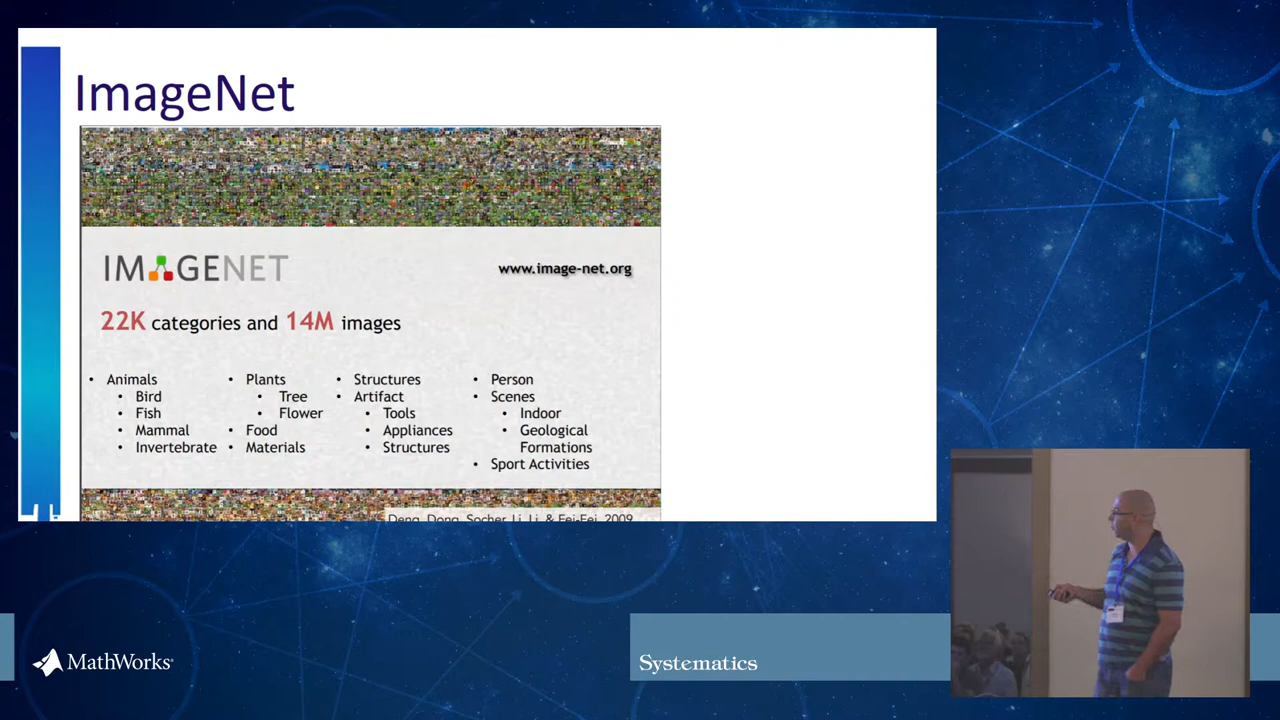 ImageNet
IMAGENET
www.image-net.org
22K categories and 14M images
• Animals
• Bird
• Fish
• Mammal
• Invertebrate
• Plants
• Tree
• Flower
• Food
• Materials
• Structures
• Artifact
• Tools
• Appliances
• Structures
• Person
• Scenes
• Indoor
• Geological
Formations
• Sport Activities
Deng, Dong, Socher, Li, Li, & Fei-Fei, 2009
MathWorks®
Systematics